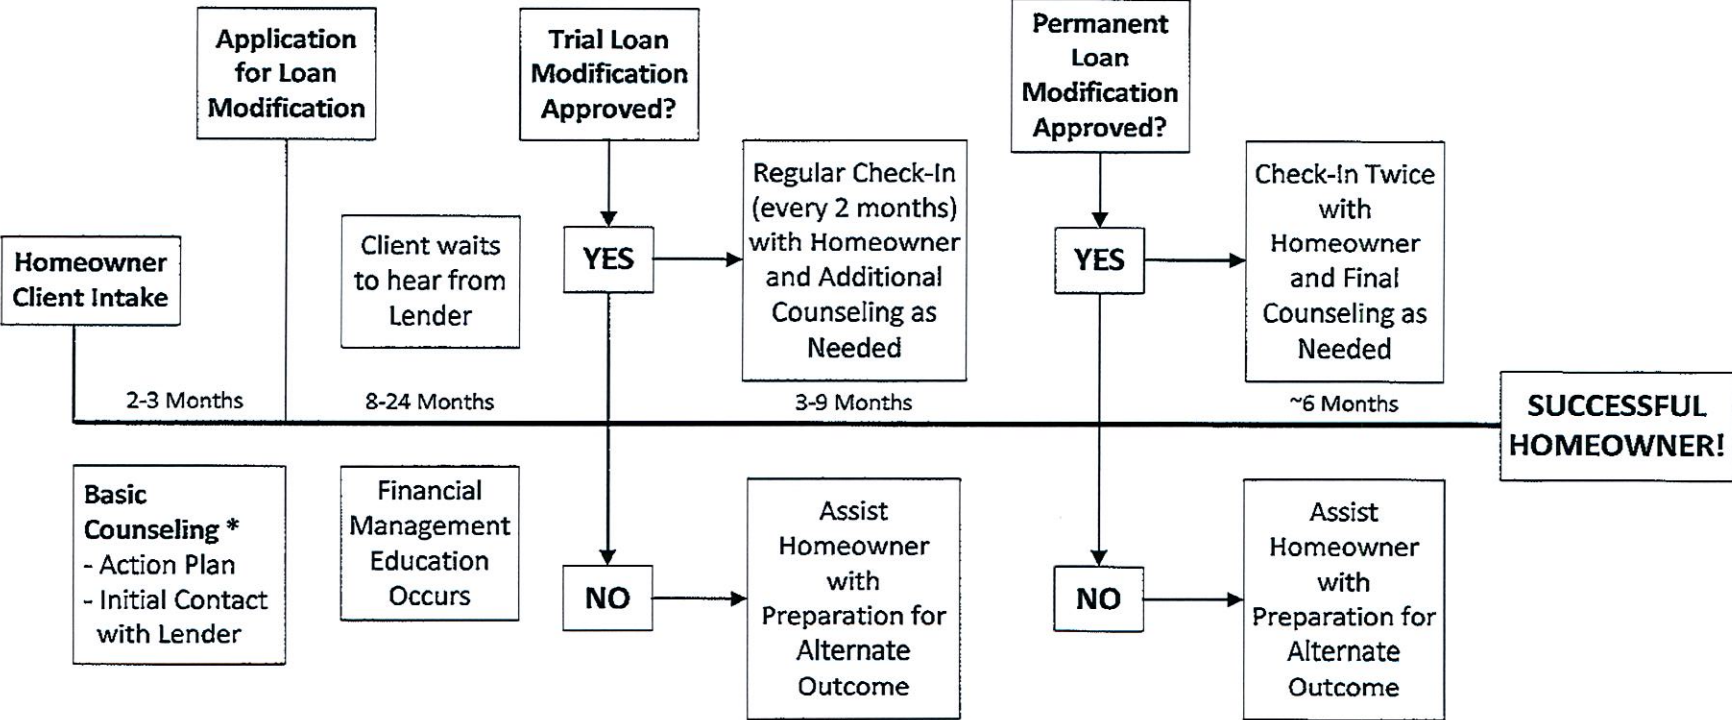 Application
for Loan
Modification
Trial Loan
Modification
Approved?
Permanent
Loan
Modification
Approved?
Homeowner
Client Intake
Client waits
to hear from
Lender
YES
Regular Check-In
(every 2 months)
with Homeowner
and Additional
Counseling as
Needed
YES
Check-In Twice
with
Homeowner
and Final
Counseling as
Needed
2-3 Months
8-24 Months
3-9 Months
~6 Months
SUCCESSFUL
HOMEOWNER!
Basic
Counseling *
- Action Plan
- Initial Contact
with Lender
Financial
Management
Education
Occurs
NO
Assist
Homeowner
with
Preparation for
Alternate
Outcome
NO
Assist
Homeowner
with
Preparation for
Alternate
Outcome